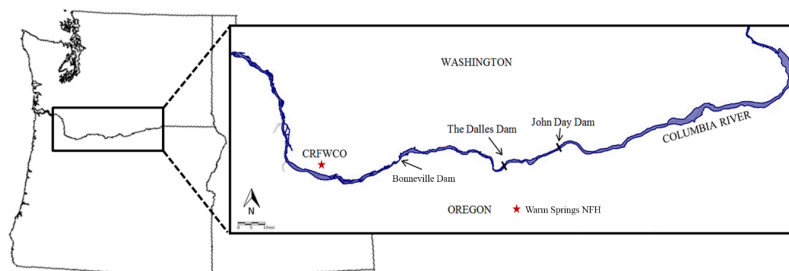 WASHINGTON
John Day Dam
The Dalles Dam
COLUMBIA RIVER
CRFWCO
Bonneville Dam
N
OREGON
Warm Springs NFH